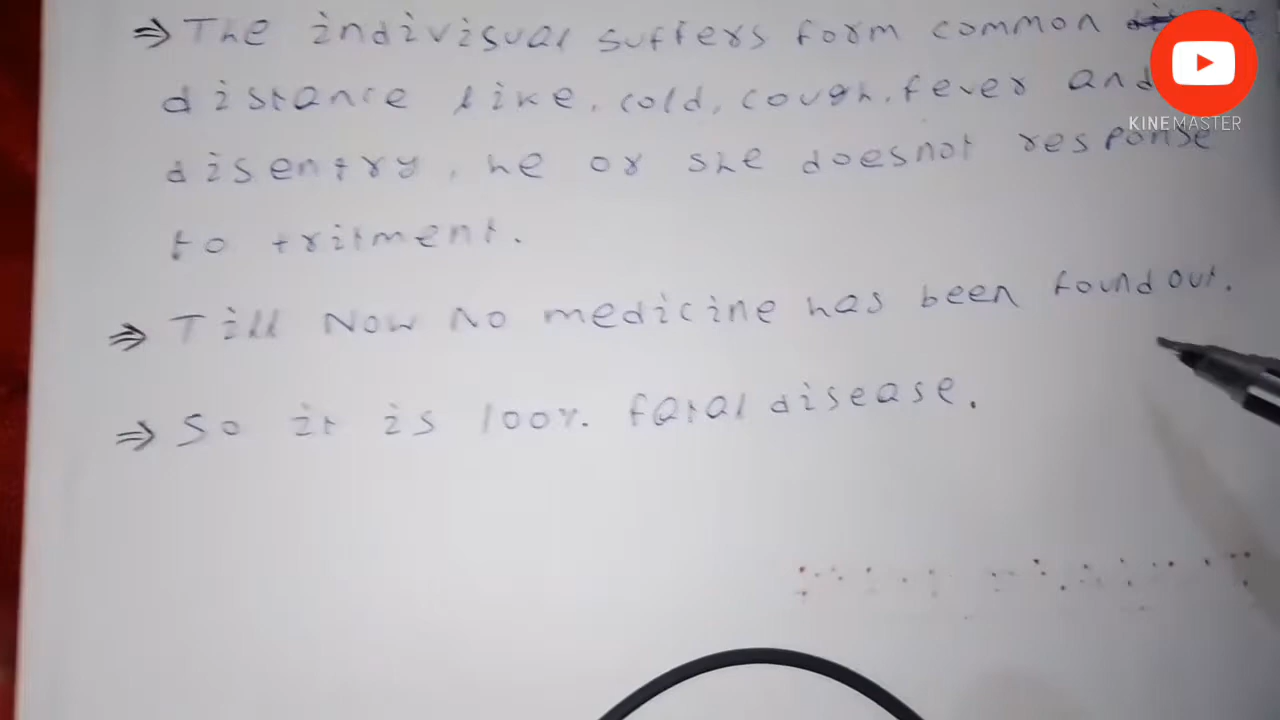 ⇒ The indivisual suffers form common
distance like, cold, cough, fever and
KINEMASTER
disentry, he or she doesnot response
to tritment.
⇒ Till Now No medicine has been found out.
⇒ So it is 100% fatal disease.